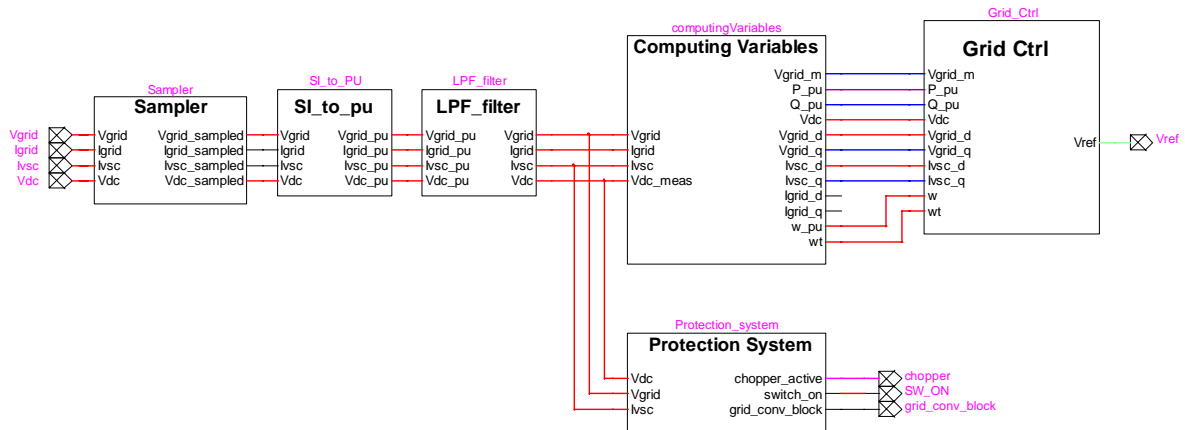 Grid_Ctrl
computingVariables
Computing Variables
Grid Ctrl
Vgrid_m
P_pu
Q_pu
Vdc
Vgrid_d
Vgrid_q
Ivsc_d
Ivsc_q
Igrid_d
Igrid_q
w_pu
wt
Vgrid
Igrid
Ivsc
Vdc_meas
Vgrid_m
P_pu
Q_pu
Vdc
Vgrid_d
Vgrid_q
Ivsc_d
Ivsc_q
w
wt
Vref
Vref
Sampler
Sampler
Vgrid
Igrid
Ivsc
Vdc
Vgrid
Igrid
Ivsc
Vdc
Vgrid_sampled
Igrid_sampled
Ivsc_sampled
Vdc_sampled
SI_to_PU
SI_to_pu
Vgrid
Igrid
Ivsc
Vdc
Vgrid_pu
Igrid_pu
Ivsc_pu
Vdc_pu
LPF_filter
LPF_filter
Vgrid_pu
Igrid_pu
Ivsc_pu
Vdc_pu
Vgrid
Igrid
Ivsc
Vdc
Protection_system
Protection System
Vdc
Vgrid
Ivsc
chopper_active
switch_on
grid_conv_block
chopper
SW_ON
grid_conv_block